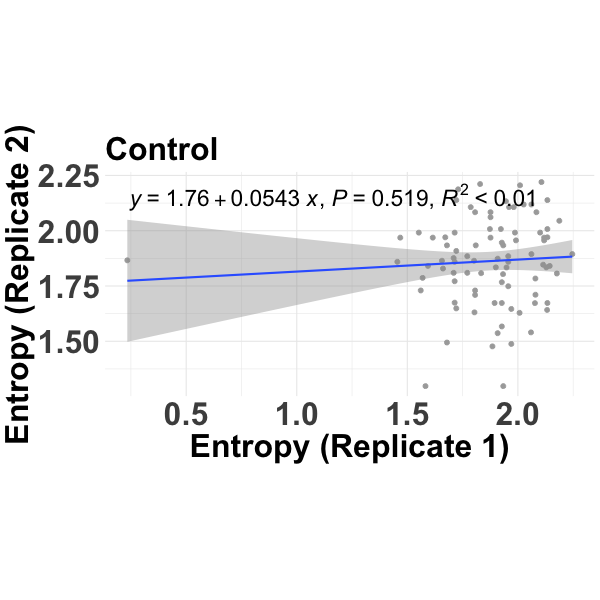 Control
y = 1.76 + 0.0543 x, P = 0.519, R² < 0.01
Entropy (Replicate 2)
2.25
2.00
1.75
1.50
0.5 1.0 1.5 2.0
Entropy (Replicate 1)